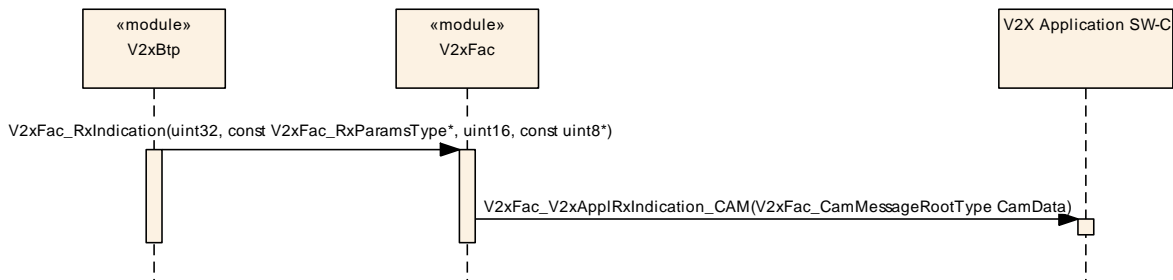 «module»
V2xBtp
«module»
V2xFac
V2X Application SW-C
V2xFac_RxIndication(uint32, const V2xFac_RxParamsType*, uint16, const uint8*)
V2xFac_V2xApplRxIndication_CAM(V2xFac_CamMessageRootType CamData)